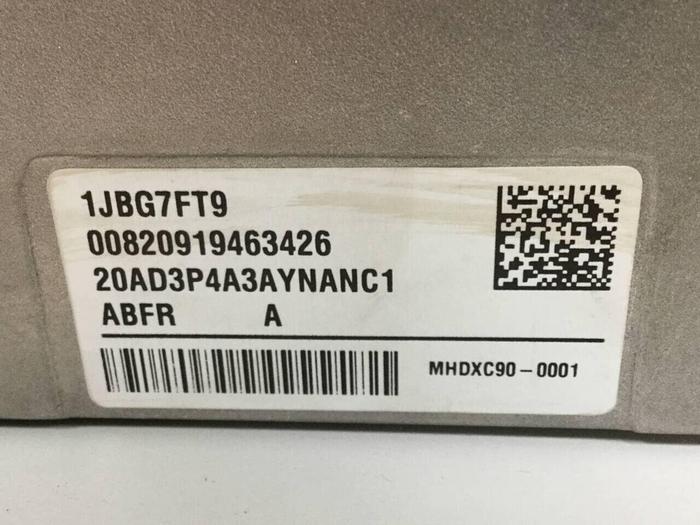 1JBG7FT9
00820919463426
20AD3P4A3AYNANC1
ABFR A
MHDXC90-0001